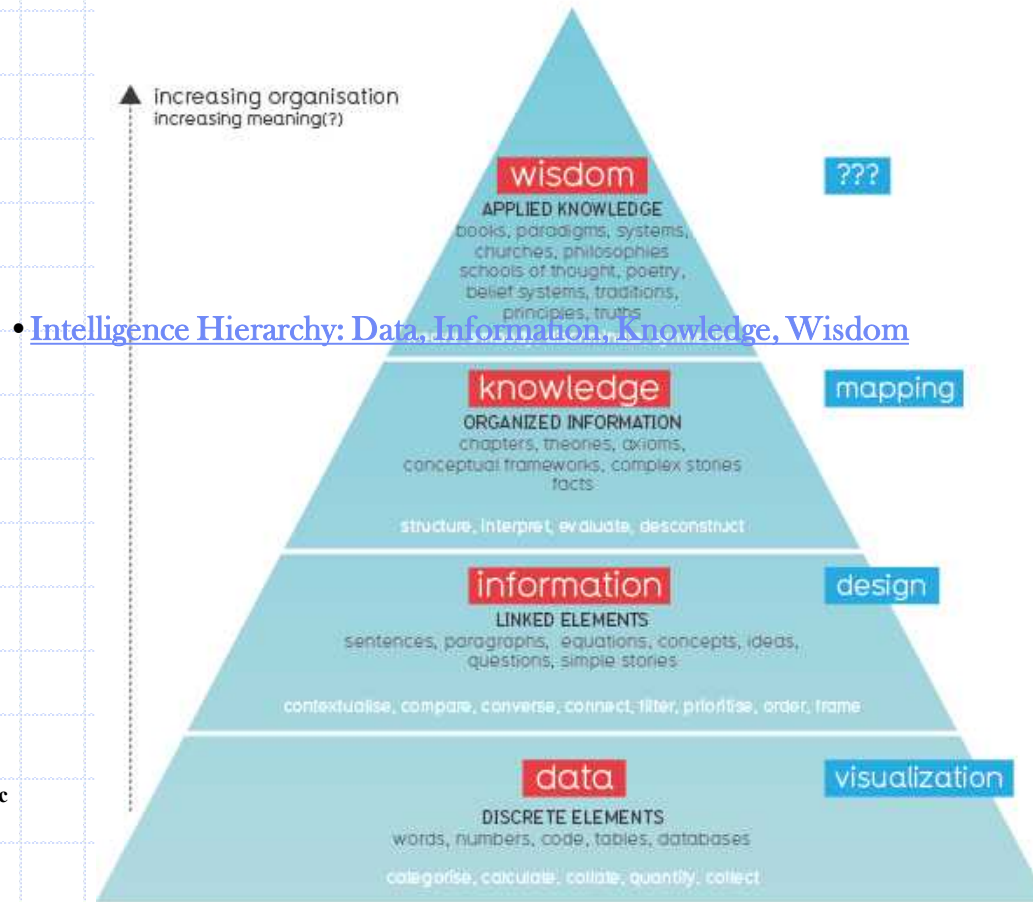 increasing organisation
increasing meaning(?)
wisdom
???
APPLIED KNOWLEDGE
books, paradigms, systems,
churches, philosophies
schools of thought, poetry,
belief systems, traditions,
principles, truths
• Intelligence Hierarchy: Data, Information, Knowledge, Wisdom
knowledge
mapping
ORGANIZED INFORMATION
chapters, theories, axioms,
conceptual frameworks, complex stories
facts
structure, interpret, evaluate, desconstruct
information
design
LINKED ELEMENTS
sentences, paragraphs, equations, concepts, ideas,
questions, simple stories
contextualise, compare, converse, connect, filter, prioritise, order, frame
data
visualization
c
DISCRETE ELEMENTS
words, numbers, code, tables, databases
categorise, calculate, collate, quantify, collect